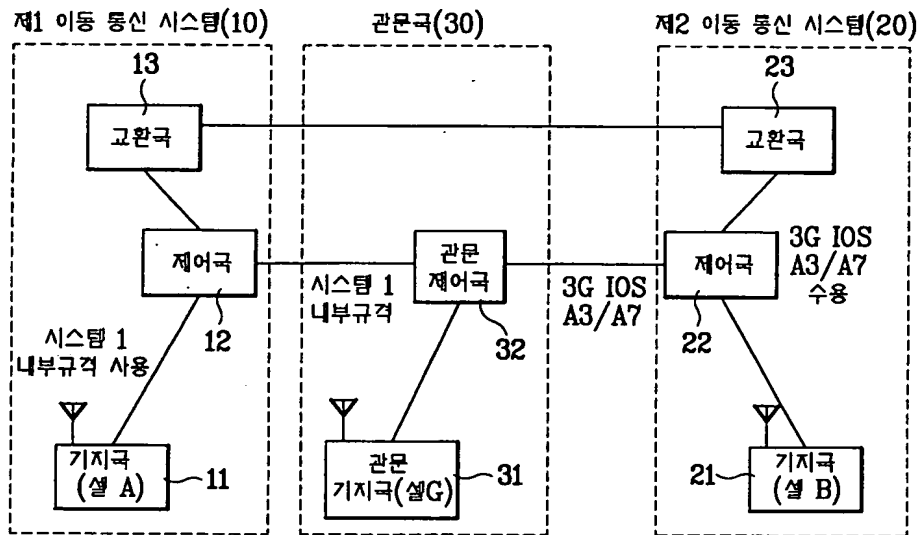 제1 이동 통신 시스템(10)
관문국(30)
제2 이동 통신 시스템(20)
13
23
교환국
교환국
제어국
관문
제어국
제어국
3G IOS
A3/A7
수용
시스템 1
내부규격
3G IOS
A3/A7
12
32
22
시스템 1
내부규격 사용
기지국
(셀 A)
11
관문
기지국(셀G)
31
21
기지국
(셀 B)